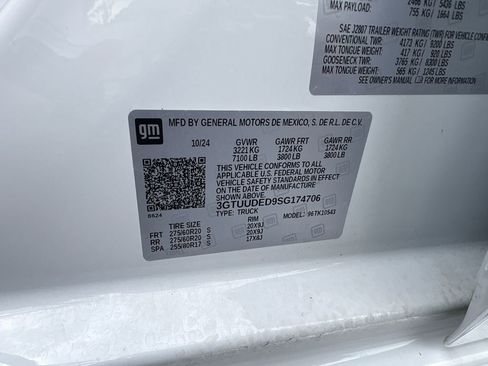 2466 KG / 5436 LBS
MAX PAYLOAD:
755 KG / 1664 LBS
SAE J2807 TRAILER WEIGHT RATING (TWR) FOR VEHICLE
CONVENTIONAL TWR: 4173 KG / 9200 LBS
MAX TONGUE WEIGHT: 417 KG / 920 LBS
GOOSENECK TWR: 3765 KG / 8300 LBS
MAX TONGUE WEIGHT: 565 KG / 1245 LBS
SEE OWNER'S MANUAL FOR MORE INFORMATION
gm
MFD BY GENERAL MOTORS DE MEXICO, S. DE R.L. DE C.V.
10/24 GVWR GAWR FRT GAWR RR
3221 KG 1724 KG 1724 KG
7100 LB 3800 LB 3800 LB
THIS VEHICLE CONFORMS TO ALL
APPLICABLE U.S. FEDERAL MOTOR
VEHICLE SAFETY STANDARDS IN
EFFECT ON THE DATE OF
MANUFACTURE SHOWN ABOVE.
3GTUUDED9SG174706
TYPE: TRUCK MODEL: 96TK10543
8624
TIRE SIZE RIM
FRT 275/60R20 S 20X9J
RR 275/60R20 S 20X9J
SPA 255/80R17 S 17X8J